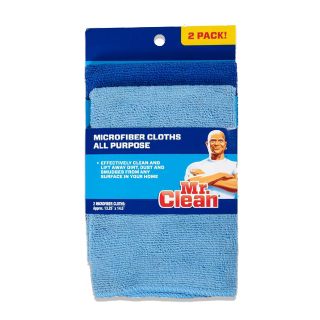 2 PACK!
MICROFIBER CLOTHS
ALL PURPOSE
• EFFECTIVELY CLEAN AND
LIFT AWAY DIRT, DUST AND
SMUDGES FROM ANY
SURFACE IN YOUR HOME
Mr.
Clean
2 MICROFIBER CLOTHS: